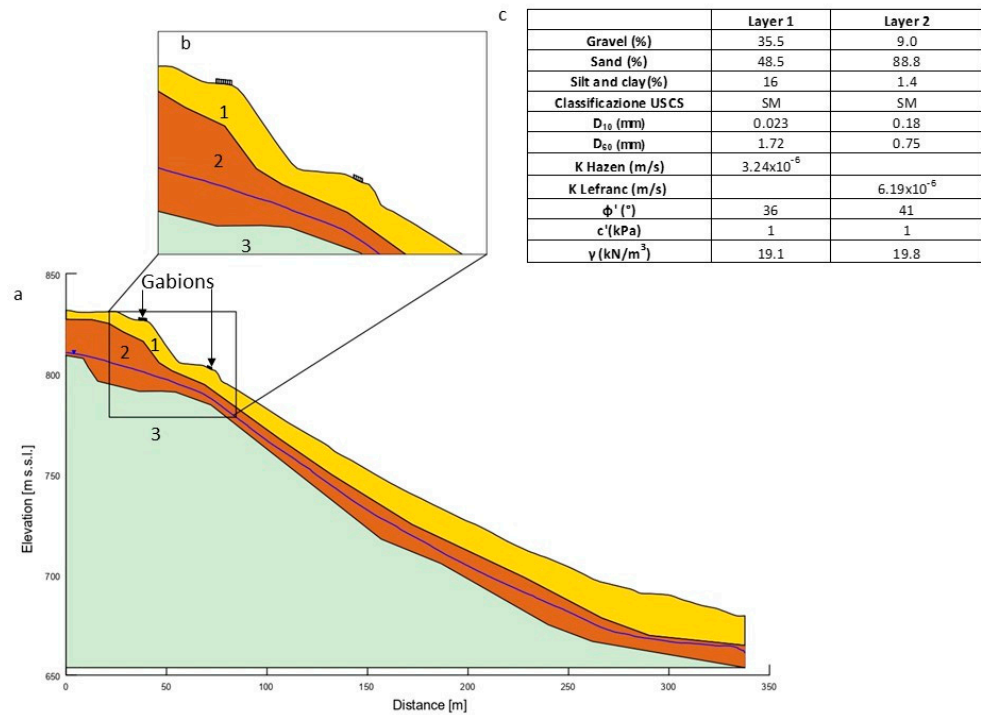 c
Layer 1 Layer 2
Gravel (%) 35.5 9.0
Sand (%) 48.5 88.8
Silt and clay(%) 16 1.4
Classificazione USCS SM SM
D₁₀ (mm) 0.023 0.18
D₆₀ (mm) 1.72 0.75
K Hazen (m/s) 3.24x10⁻⁶
K Lefranc (m/s) 6.19x10⁻⁶
ϕ' (°) 36 41
c'(kPa) 1 1
γ (kN/m³) 19.1 19.8
b
1
2
3
a
Gabions
2 1
3
850
800
750
700
650
Elevation [m s.s.l.]
0 50 100 150 200 250 300 350
Distance [m]